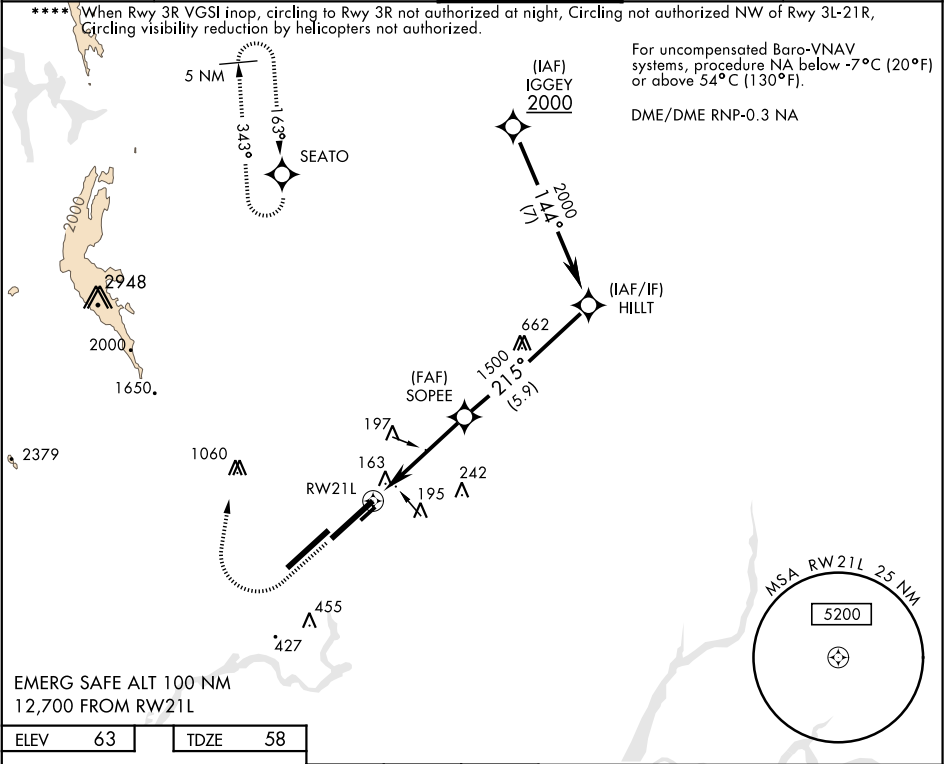 **** When Rwy 3R VGSI inop, circling to Rwy 3R not authorized at night, Circling not authorized NW of Rwy 3L-21R,
Circling visibility reduction by helicopters not authorized.
For uncompensated Baro-VNAV
systems, procedure NA below -7°C (20°F)
or above 54°C (130°F).
DME/DME RNP-0.3 NA
5 NM
343°
163°
SEATO
(IAF)
IGGEY
2000
2000
144°
(7)
(IAF/IF)
HILLT
662
1500
215°
(5.9)
(FAF)
SOPEE
2000
2948
2000
1650
2379
1060
197
163
242
195
RW21L
455
427
MSA RW21L 25 NM
5200
EMERG SAFE ALT 100 NM
12,700 FROM RW21L
ELEV 63
TDZE 58